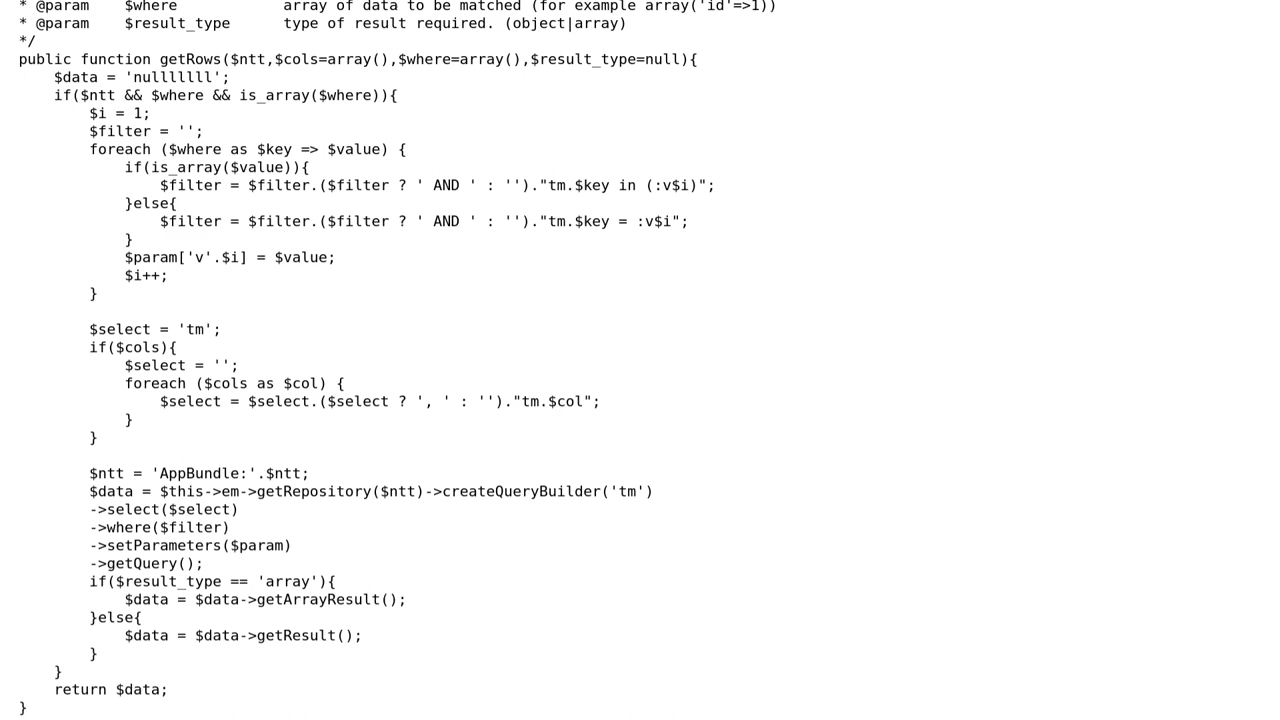 * @param    $where            array of data to be matched (for example array('id'=>1))
* @param    $result_type      type of result required. (object|array)
*/
public function getRows($ntt,$cols=array(),$where=array(),$result_type=null){
    $data = 'nulllllll';
    if($ntt && $where && is_array($where)){
        $i = 1;
        $filter = '';
        foreach ($where as $key => $value) {
            if(is_array($value)){
                $filter = $filter.($filter ? ' AND ' : '')."tm.$key in (:v$i)";
            }else{
                $filter = $filter.($filter ? ' AND ' : '')."tm.$key = :v$i";
            }
            $param['v'.$i] = $value;
            $i++;
        }

        $select = 'tm';
        if($cols){
            $select = '';
            foreach ($cols as $col) {
                $select = $select.($select ? ', ' : '')."tm.$col";
            }
        }

        $ntt = 'AppBundle:'.$ntt;
        $data = $this->em->getRepository($ntt)->createQueryBuilder('tm')
        ->select($select)
        ->where($filter)
        ->setParameters($param)
        ->getQuery();
        if($result_type == 'array'){
            $data = $data->getArrayResult();
        }else{
            $data = $data->getResult();
        }
    }
    return $data;
}